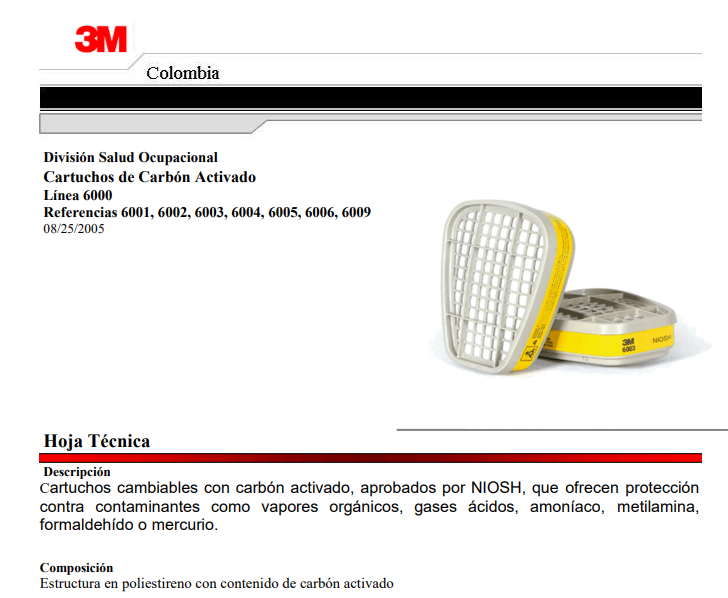 3M
Colombia
División Salud Ocupacional
Cartuchos de Carbón Activado
Línea 6000
Referencias 6001, 6002, 6003, 6004, 6005, 6006, 6009
08/25/2005
3M
6003
NIOSH
Hoja Técnica
Descripción
Cartuchos cambiables con carbón activado, aprobados por NIOSH, que ofrecen protección
contra contaminantes como vapores orgánicos, gases ácidos, amoníaco, metilamina,
formaldehído o mercurio.
Composición
Estructura en poliestireno con contenido de carbón activado